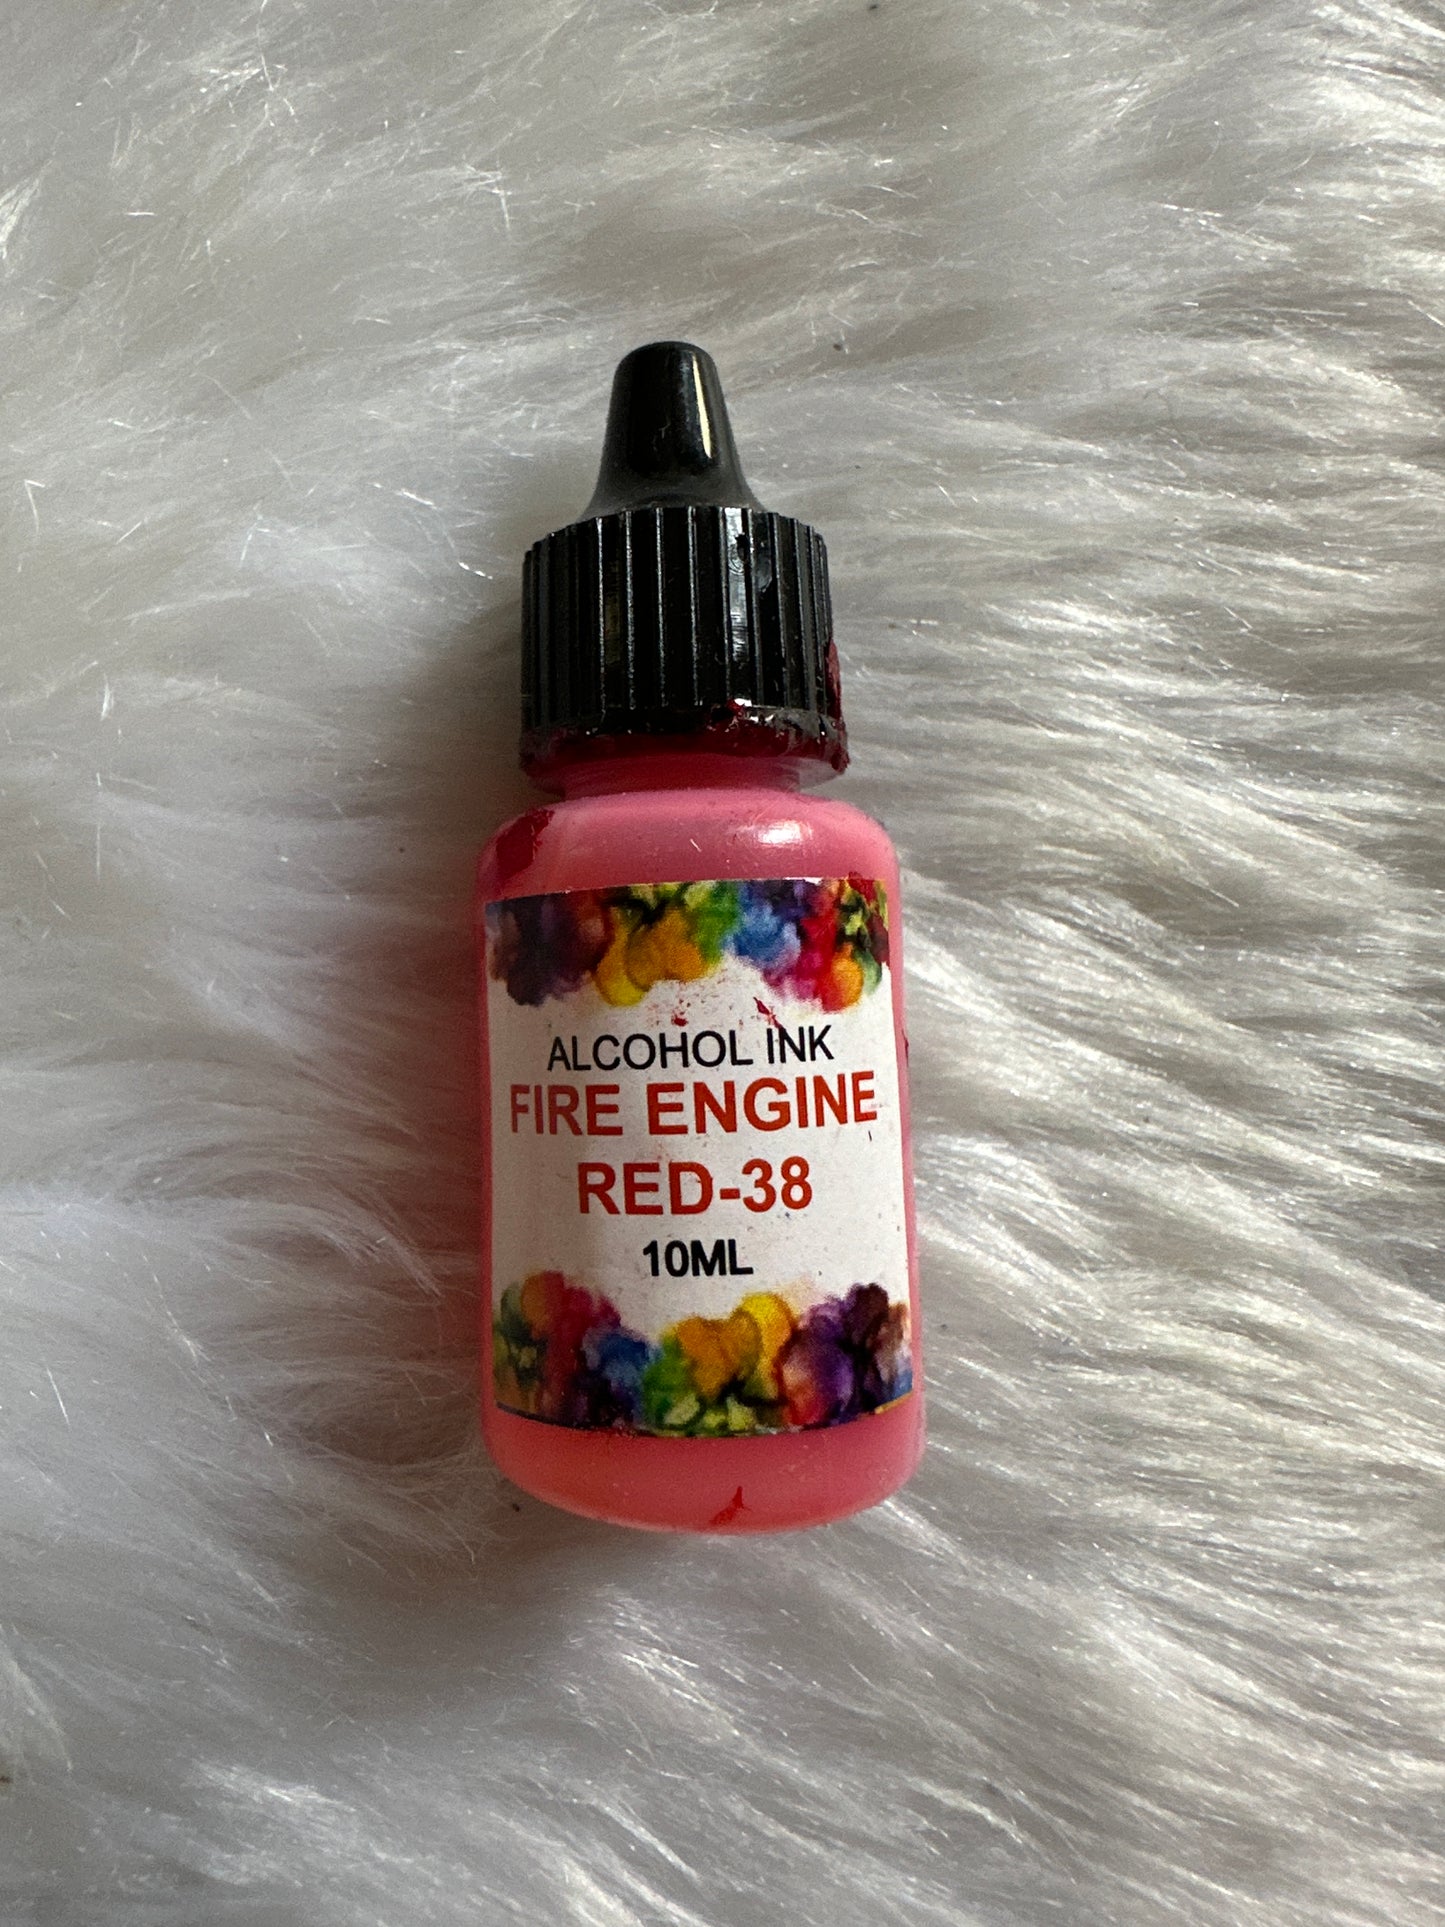 ALCOHOL INK
FIRE ENGINE
RED-38
10ML